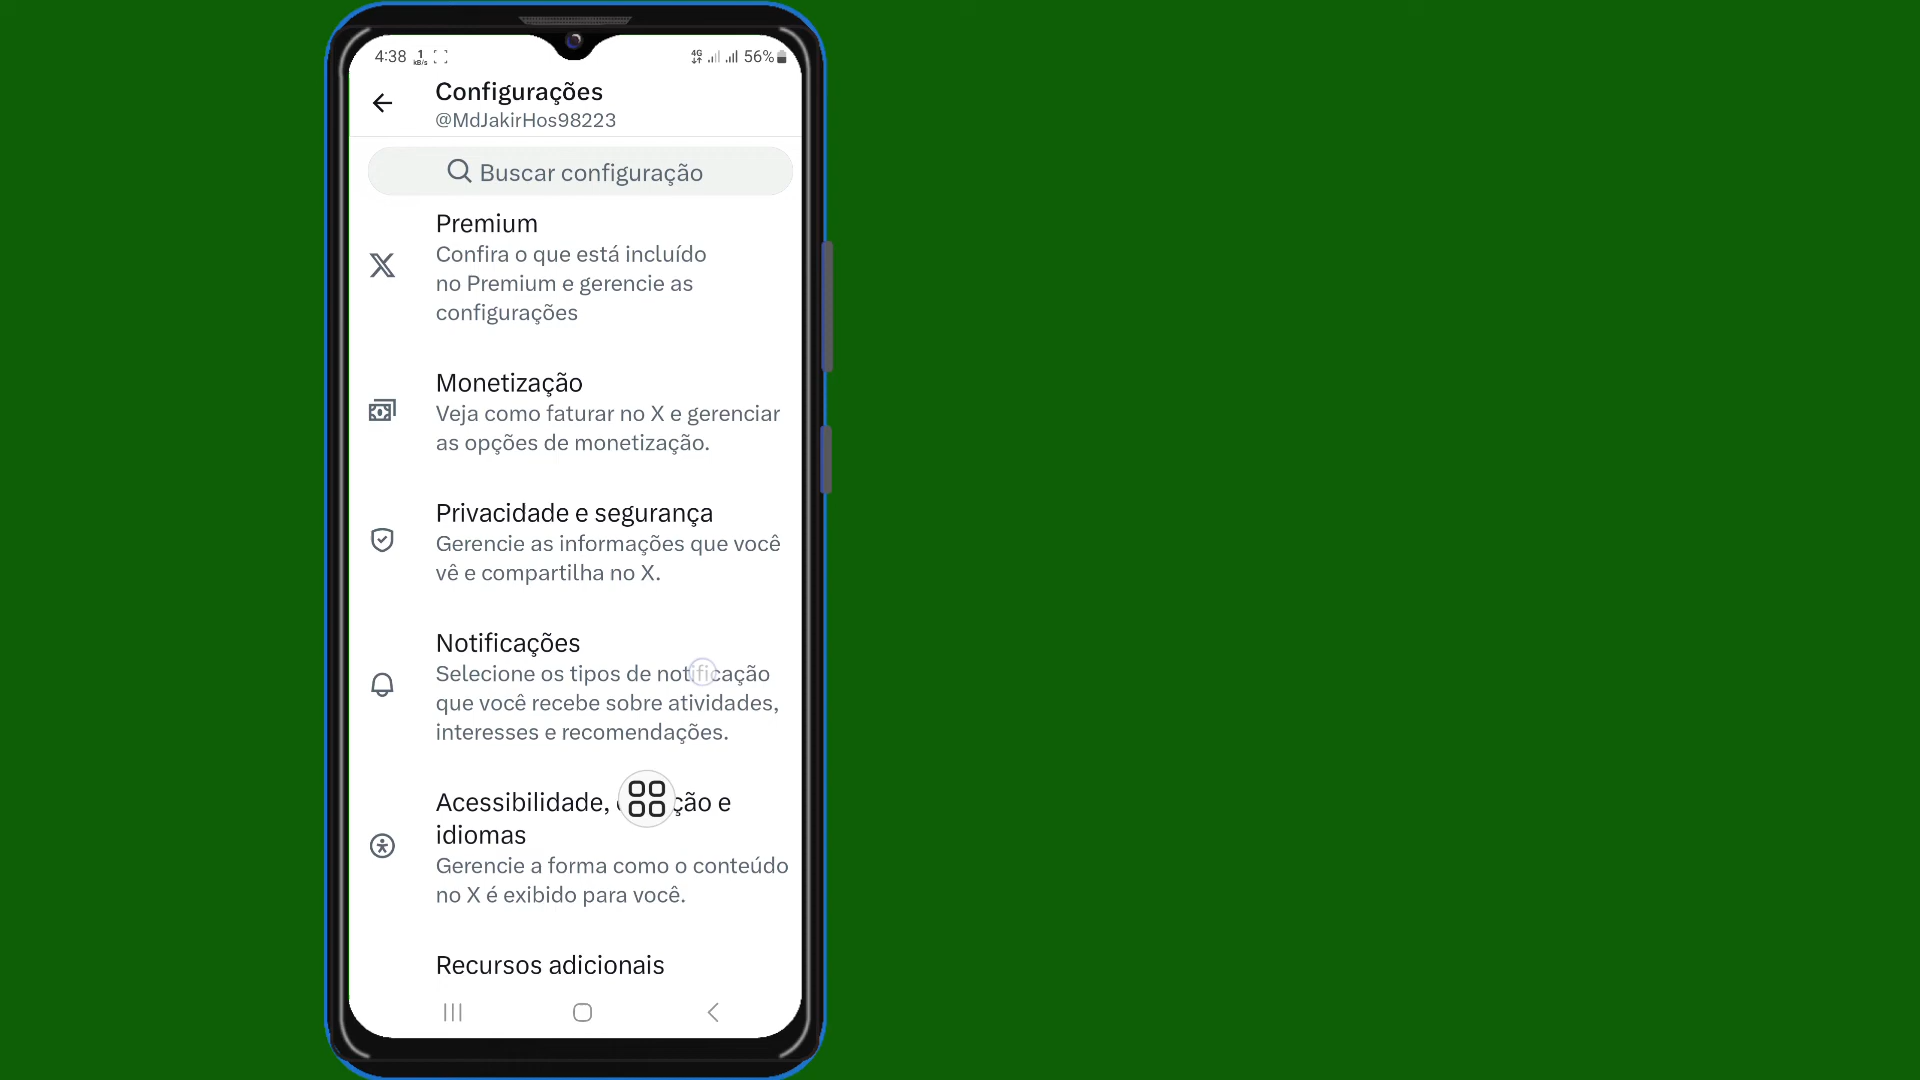 4:38 1 kB/s 4G 56%
Configurações
@MdJakirHos98223
Buscar configuração
Premium
Confira o que está incluído
no Premium e gerencie as
configurações
Monetização
Veja como faturar no X e gerenciar
as opções de monetização.
Privacidade e segurança
Gerencie as informações que você
vê e compartilha no X.
Notificações
Selecione os tipos de notificação
que você recebe sobre atividades,
interesses e recomendações.
Acessibilidade, ção e
idiomas
Gerencie a forma como o conteúdo
no X é exibido para você.
Recursos adicionais